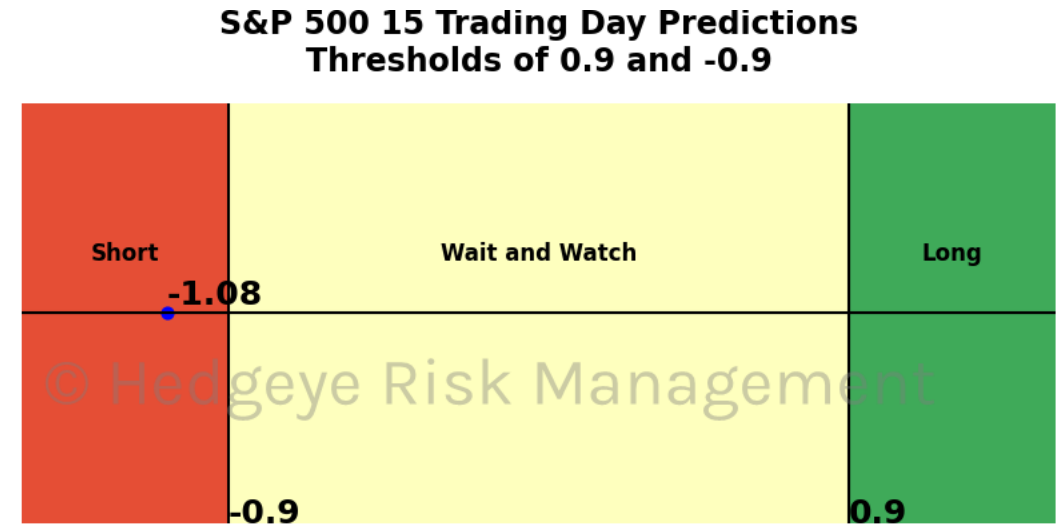 S&P 500 15 Trading Day Predictions
Thresholds of 0.9 and -0.9
Short
Wait and Watch
Long
-1.08
© Hedgeye Risk Management
-0.9
0.9